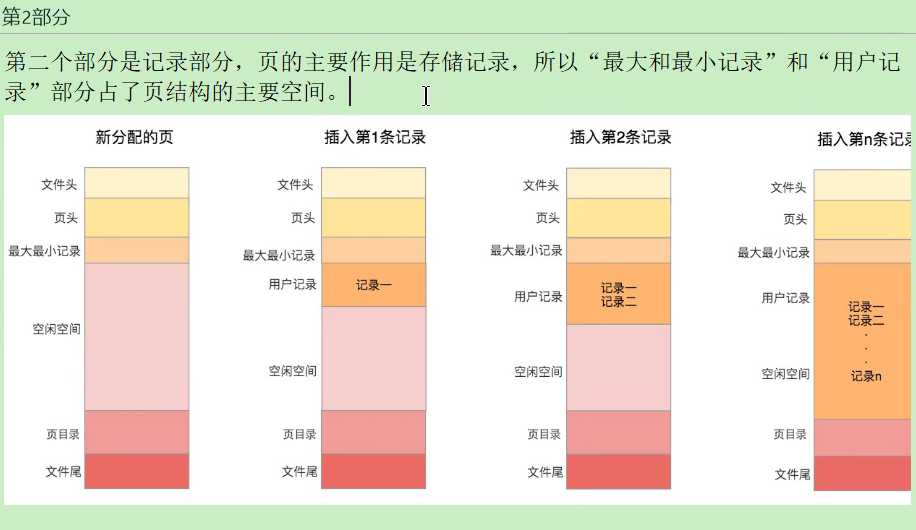 第2部分
第二个部分是记录部分，页的主要作用是存储记录，所以“最大和最小记录”和“用户记
录”部分占了页结构的主要空间。
新分配的页
文件头
页头
最大最小记录
空闲空间
页目录
文件尾
插入第1条记录
文件头
页头
最大最小记录
用户记录
记录一
空闲空间
页目录
文件尾
插入第2条记录
文件头
页头
最大最小记录
用户记录
记录一
记录二
空闲空间
页目录
文件尾
插入第n条记录
文件头
页头
最大最小记录
用户记录
记录一
记录二
.
.
.
记录n
空闲空间
页目录
文件尾